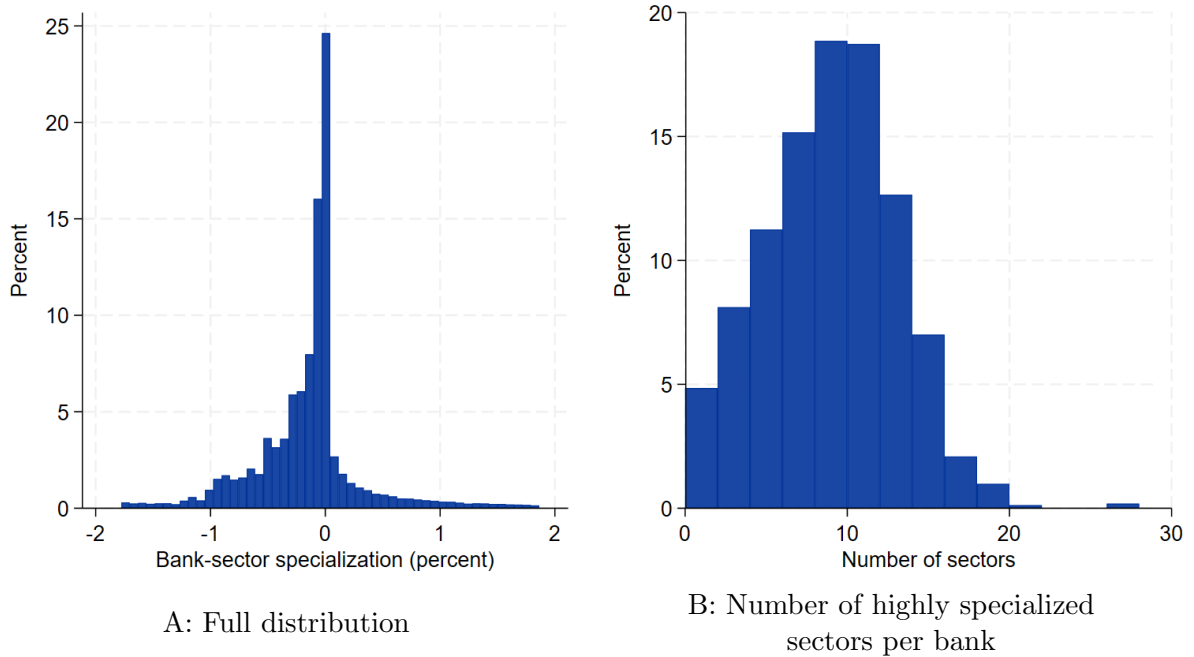 25
20
15
10
5
0
Percent
-2
-1
0
1
2
Bank-sector specialization (percent)
A: Full distribution
20
15
10
5
0
Percent
0
10
20
30
Number of sectors
B: Number of highly specialized
sectors per bank